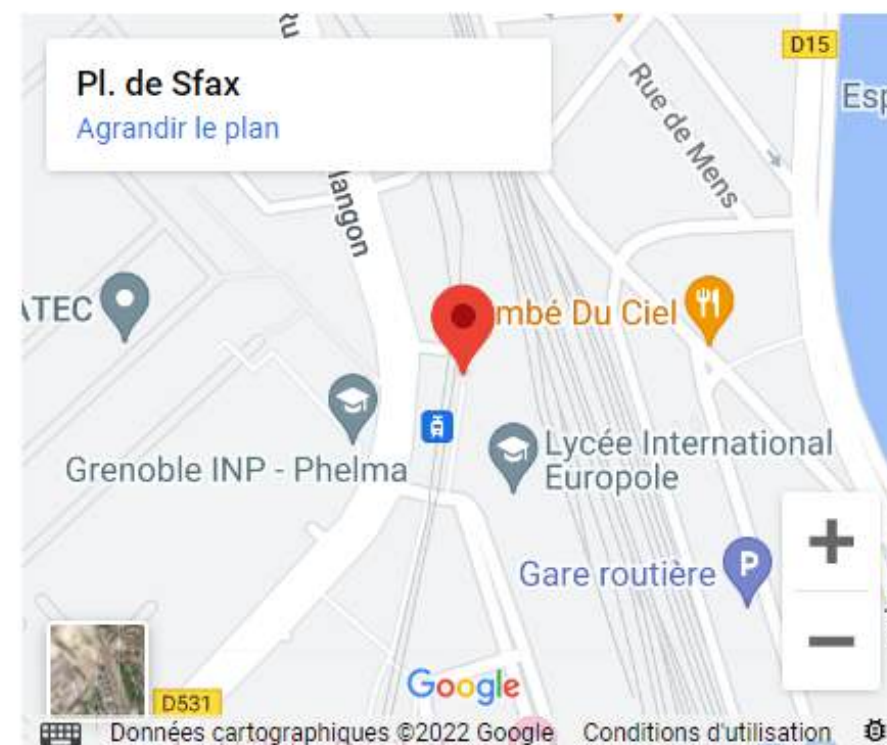 Pl. de Sfax
Agrandir le plan
D15
Esp
Rue de Mens
langon
ATEC
mbé Du Ciel
Grenoble INP - Phelma
Lycée International
Europole
Gare routière
P
D531
Google
Données cartographiques ©2022 Google
Conditions d'utilisation